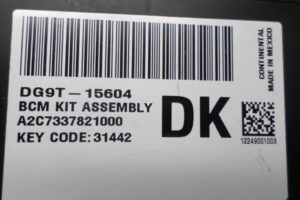 DG9T-15604
BCM KIT ASSEMBLY
A2C7337821000
KEY CODE: 31442
DK
CONTINENTAL
MADE IN MEXICO
12249001003